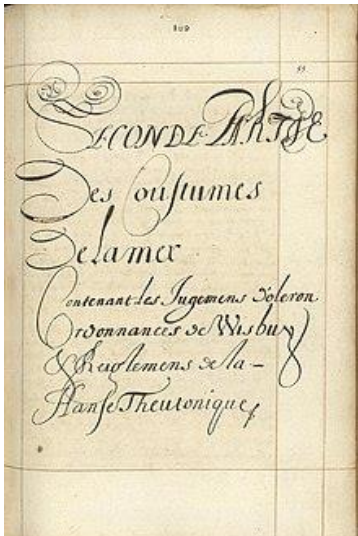 109
55
SECONDE PARTIE
Des Coustumes
De la mer
Contenant les Jugemens d'oleron
Ordonnances de Wisbuy
& Reiglemens de la –
Hanse Theutonique,